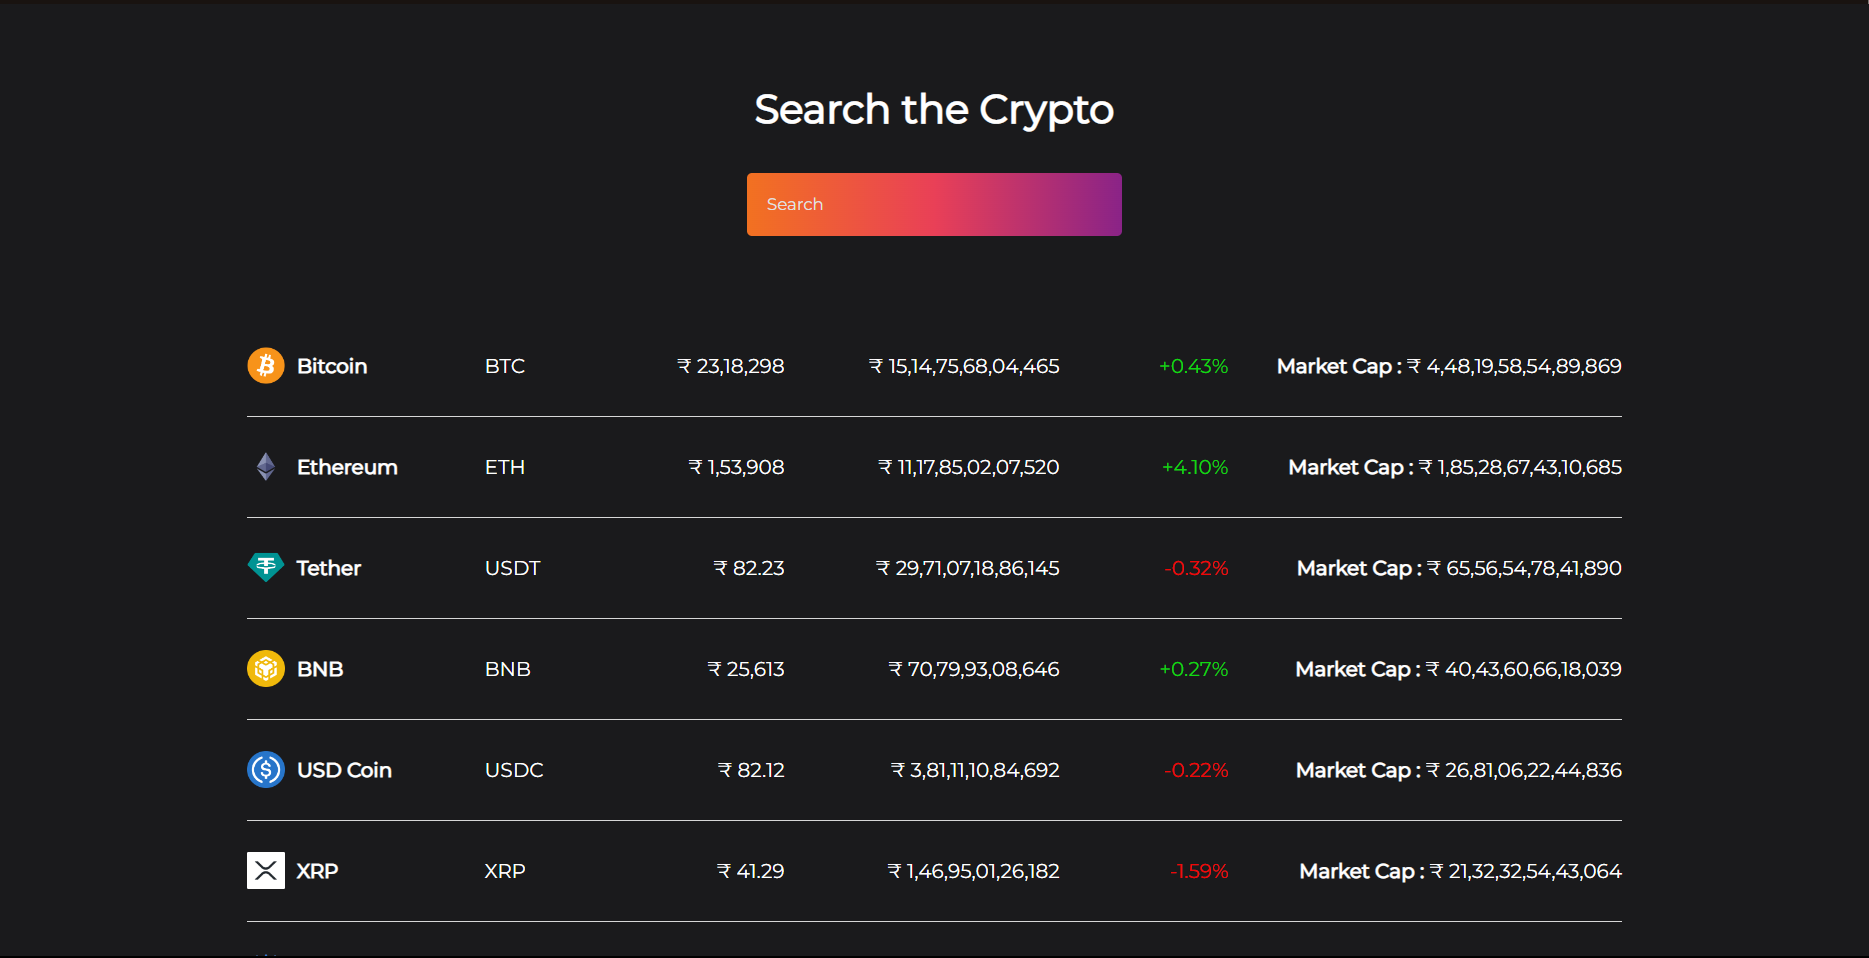 Search the Crypto
Search
Bitcoin BTC ₹ 23,18,298 ₹ 15,14,75,68,04,465 +0.43% Market Cap : ₹ 4,48,19,58,54,89,869
Ethereum ETH ₹ 1,53,908 ₹ 11,17,85,02,07,520 +4.10% Market Cap : ₹ 1,85,28,67,43,10,685
Tether USDT ₹ 82.23 ₹ 29,71,07,18,86,145 -0.32% Market Cap : ₹ 65,56,54,78,41,890
BNB BNB ₹ 25,613 ₹ 70,79,93,08,646 +0.27% Market Cap : ₹ 40,43,60,66,18,039
USD Coin USDC ₹ 82.12 ₹ 3,81,11,10,84,692 -0.22% Market Cap : ₹ 26,81,06,22,44,836
XRP XRP ₹ 41.29 ₹ 1,46,95,01,26,182 -1.59% Market Cap : ₹ 21,32,32,54,43,064